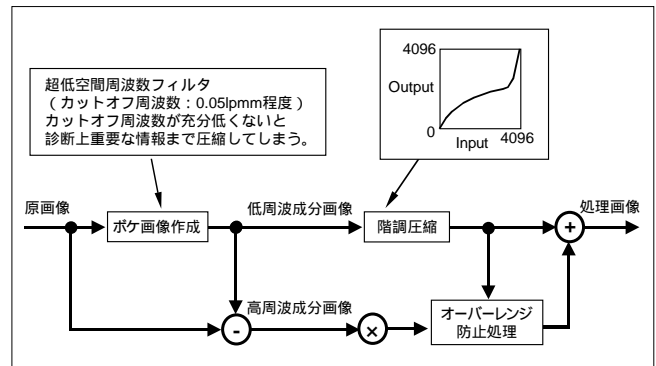 超低空間周波数フィルタ
( カットオフ周波数 : 0.05lpmm程度 )
カットオフ周波数が充分低くないと
診断上重要な情報まで圧縮してしまう。
4096
Output
0
Input
4096
原画像
ボケ画像作成
低周波成分画像
階調圧縮
+
処理画像
-
高周波成分画像
×
オーバーレンジ
防止処理